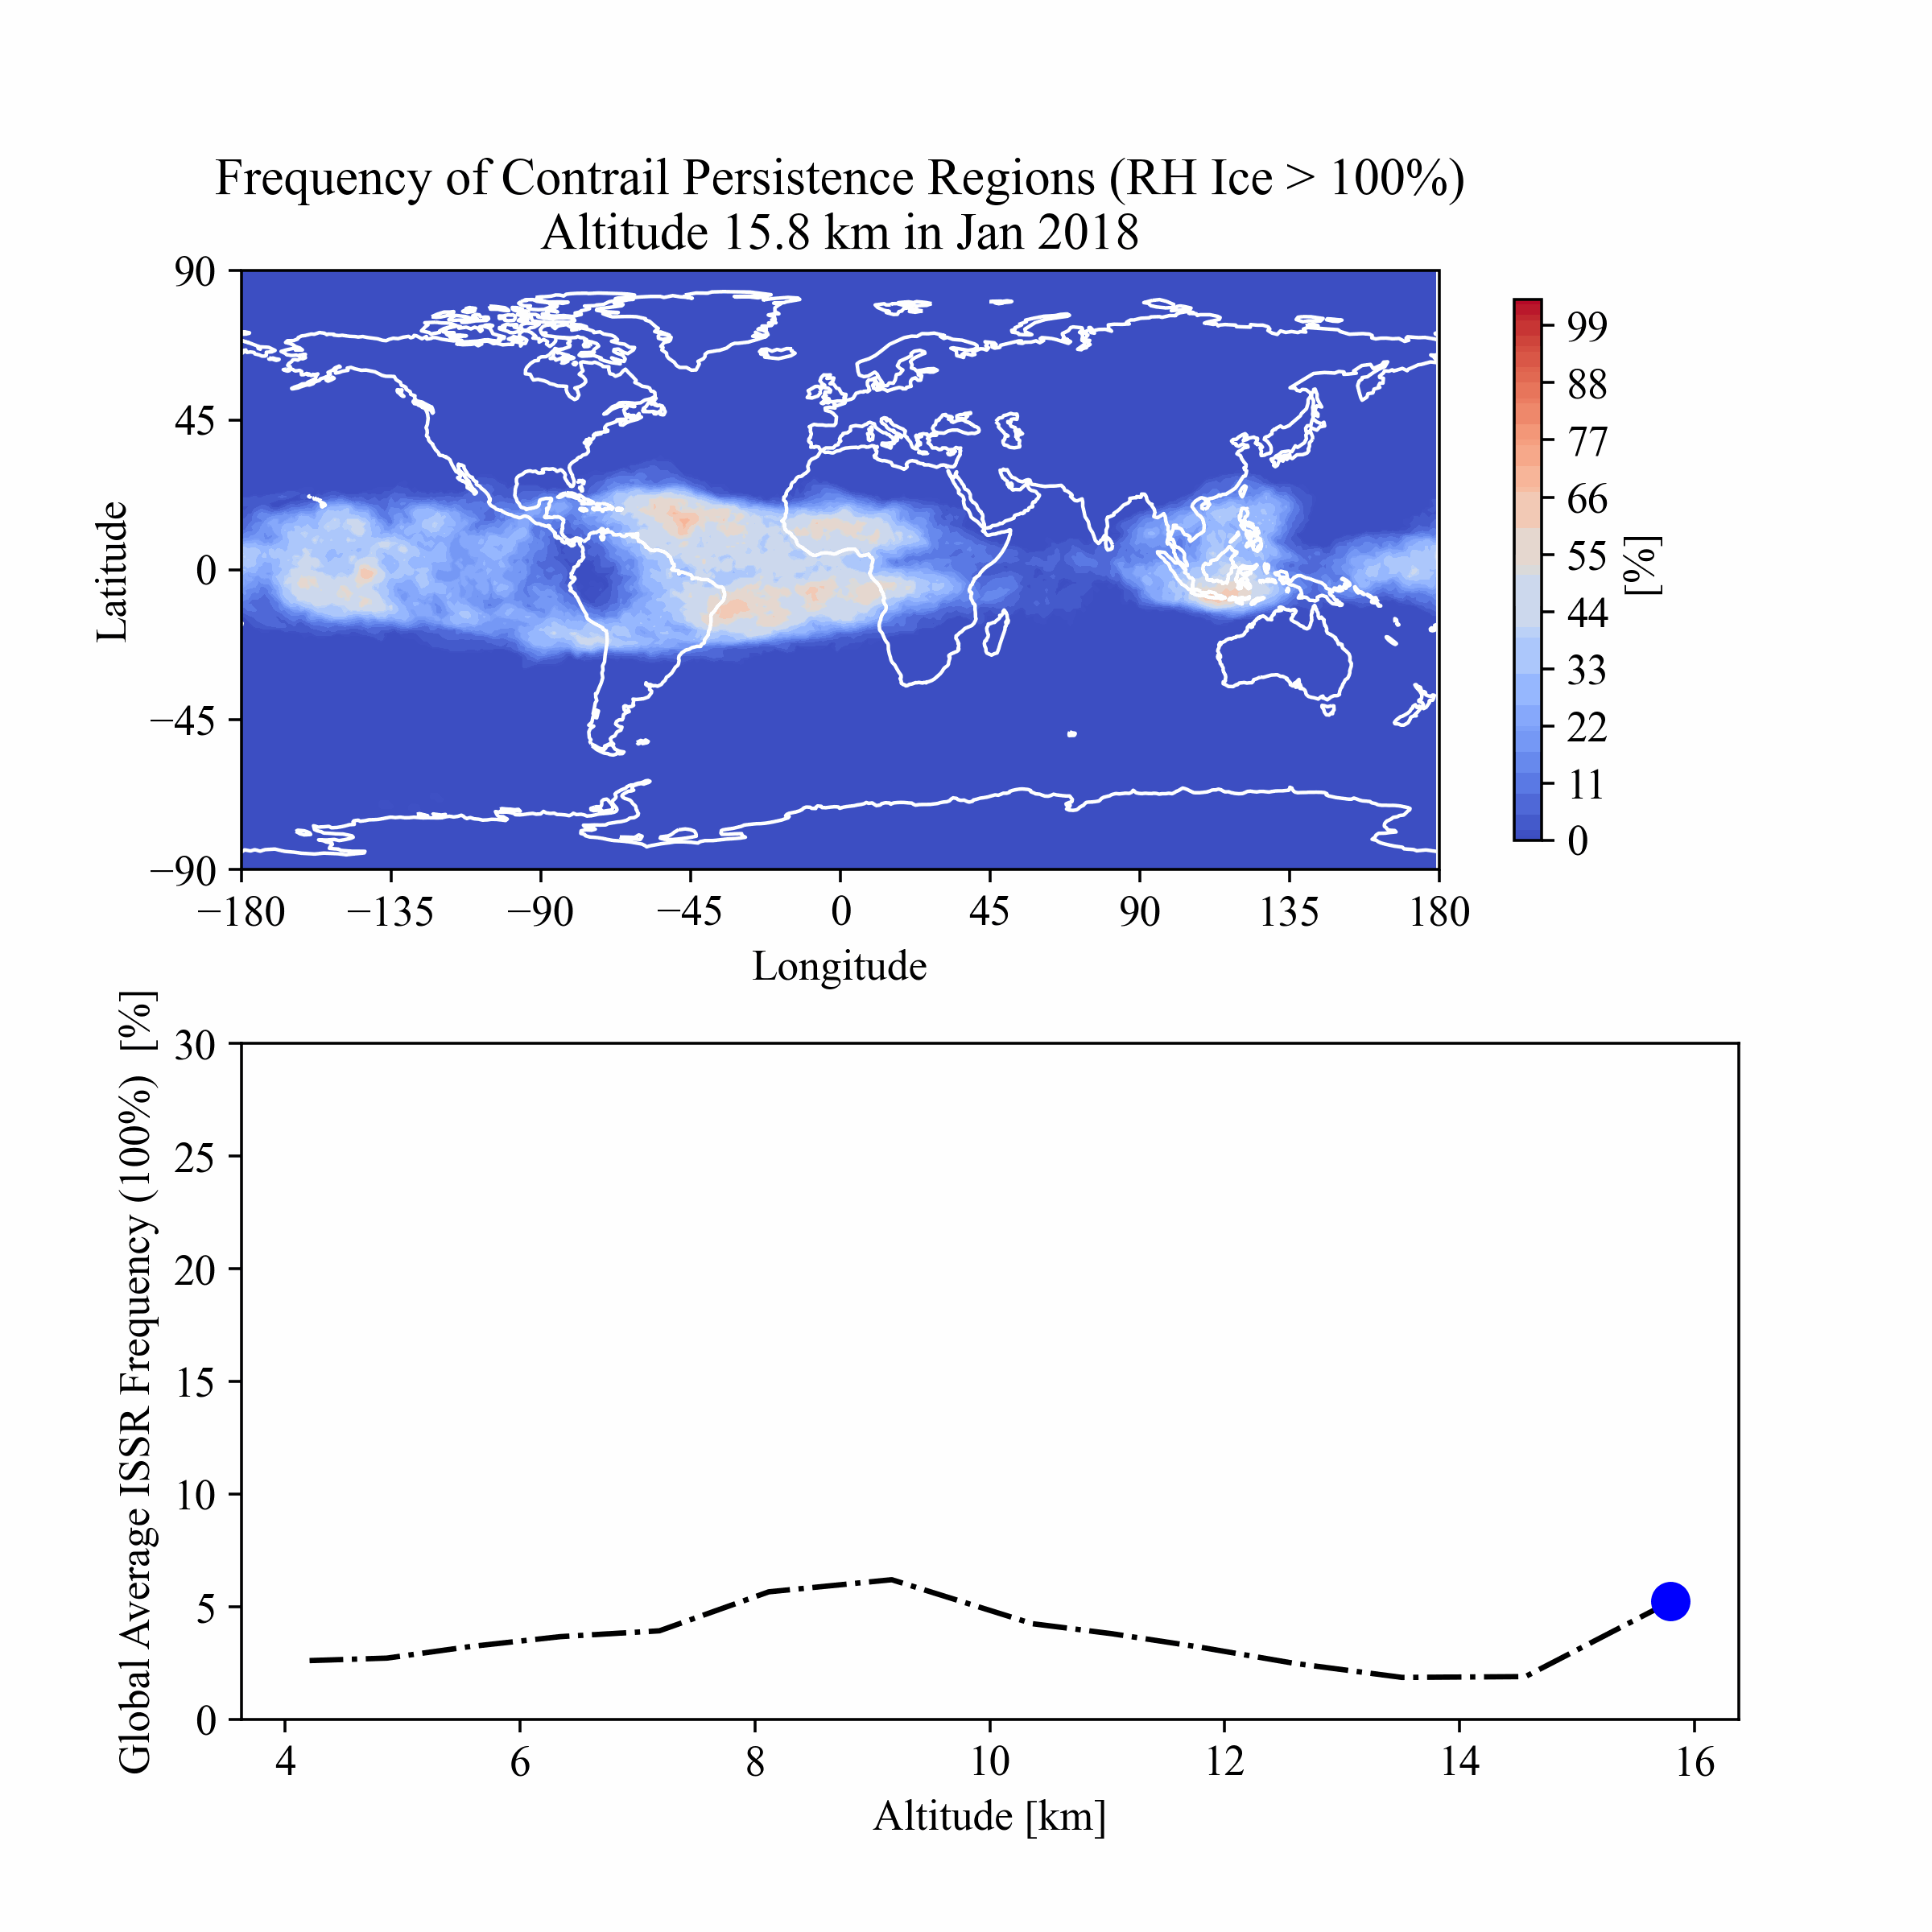 Frequency of Contrail Persistence Regions (RH Ice > 100%)
Altitude 15.8 km in Jan 2018
90
45
0
−45
−90
Latitude
−180 −135 −90 −45 0 45 90 135 180
Longitude
99
88
77
66
55
44
33
22
11
0
[%]
Global Average ISSR Frequency (100%) [%]
30
25
20
15
10
5
0
4 6 8 10 12 14 16
Altitude [km]